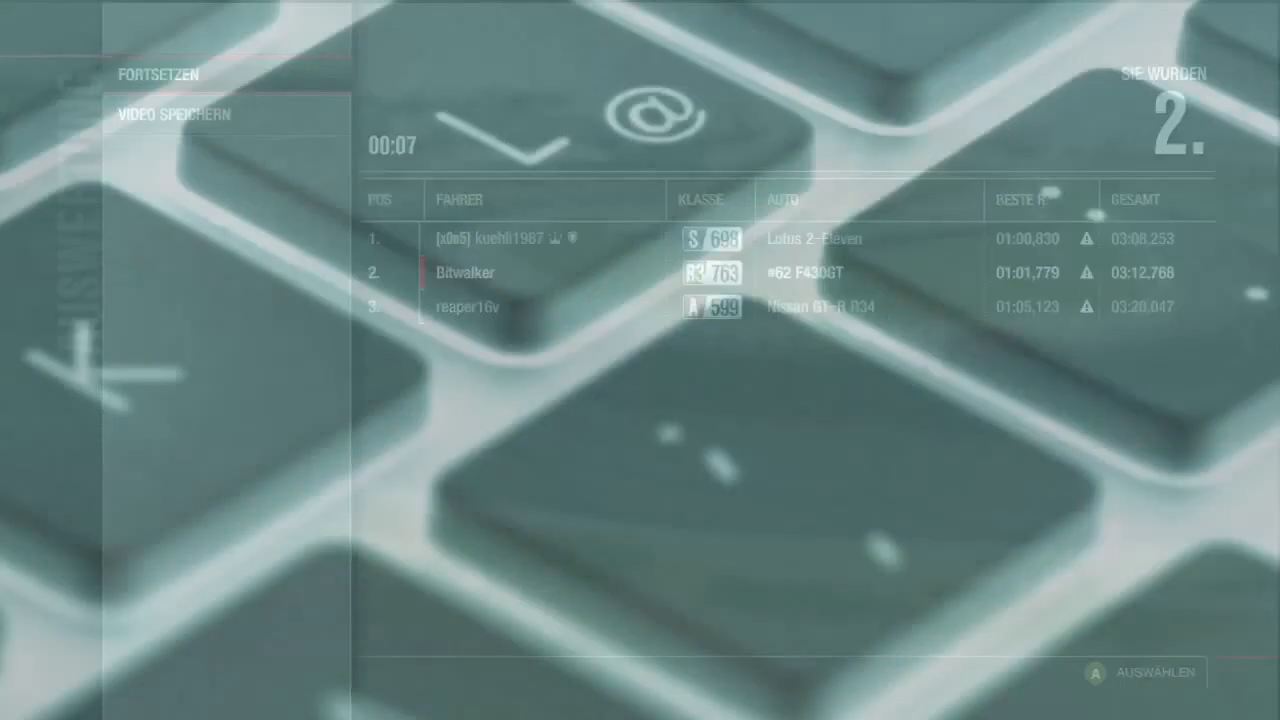 FORTSETZEN
VIDEO SPEICHERN
SIE WURDEN
2.
00:07
L @
POS FAHRER KLASSE AUTO BESTE R GESAMT
1. [x0m5] kuehli1987 S 698 Lotus 2-Eleven 01:00,830 03:08,253
2. Bitwalker R3 763 #62 F430GT 01:01,779 03:12,768
3. reaper16v A 599 Nissan GT-R R34 01:05,123 03:20,047
K
A AUSWÄHLEN